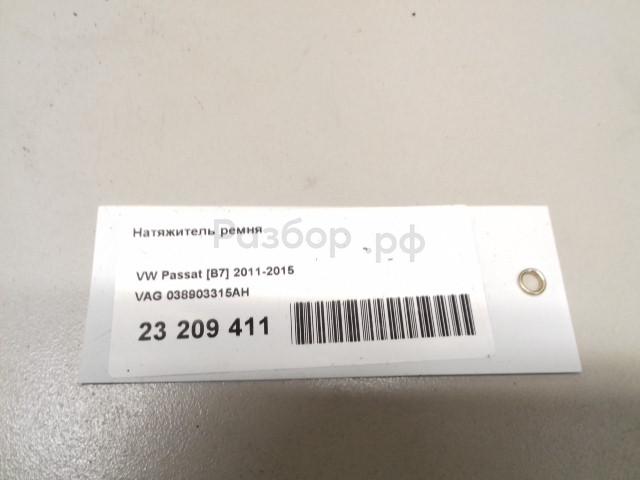 Натяжитель ремня
Разбор.рф
VW Passat [B7] 2011-2015
VAG 038903315AH
23 209 411